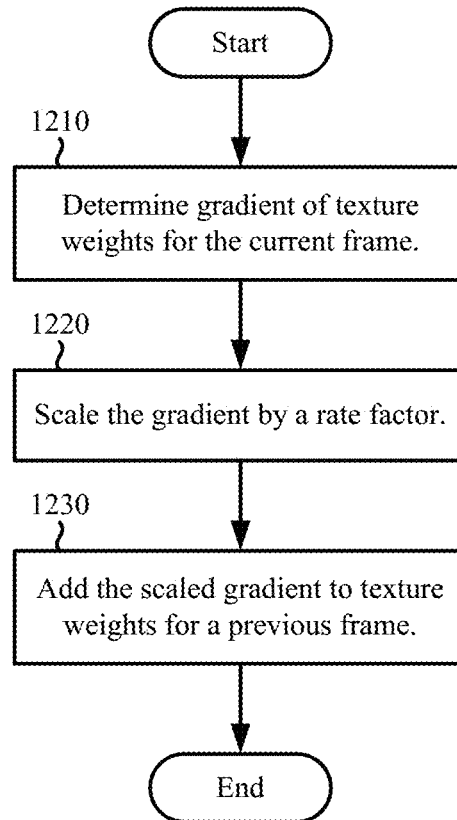 Start
1210
Determine gradient of texture
weights for the current frame.
1220
Scale the gradient by a rate factor.
1230
Add the scaled gradient to texture
weights for a previous frame.
End